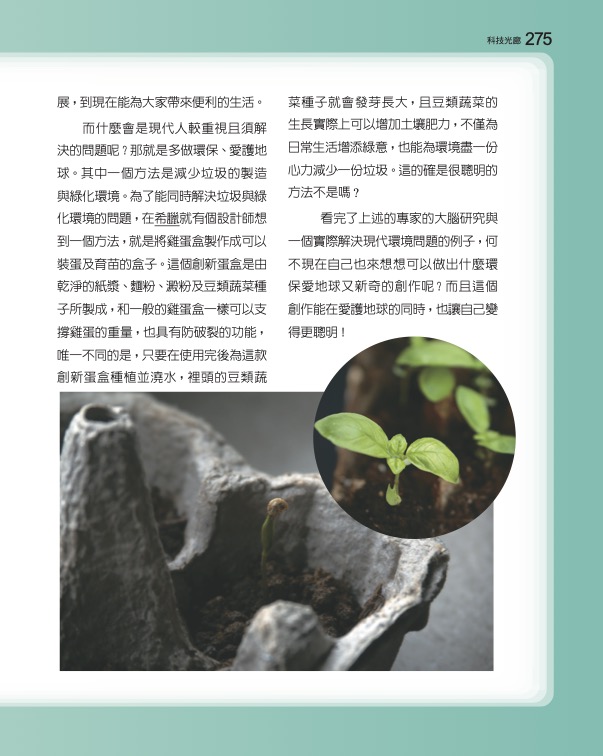 科技光廊 275
展，到現在能為大家帶來便利的生活。
而什麼會是現代人較重視且須解
決的問題呢？那就是多做環保、愛護地
球。其中一個方法是減少垃圾的製造
與綠化環境。為了能同時解決垃圾與綠
化環境的問題，在希臘就有個設計師想
到一個方法，就是將雞蛋盒製作成可以
裝蛋及育苗的盒子。這個創新蛋盒是由
乾淨的紙漿、麵粉、澱粉及豆類蔬菜種
子所製成，和一般的雞蛋盒一樣可以支
撐雞蛋的重量，也具有防破裂的功能，
唯一不同的是，只要在使用完後為這款
創新蛋盒種植並澆水，裡頭的豆類蔬
菜種子就會發芽長大，且豆類蔬菜的
生長實際上可以增加土壤肥力，不僅為
日常生活增添綠意，也能為環境盡一份
心力減少一份垃圾。這的確是很聰明的
方法不是嗎？
看完了上述的專家的大腦研究與
一個實際解決現代環境問題的例子，何
不現在自己也來想想可以做出什麼環
保愛地球又新奇的創作呢？而且這個
創作能在愛護地球的同時，也讓自己變
得更聰明！